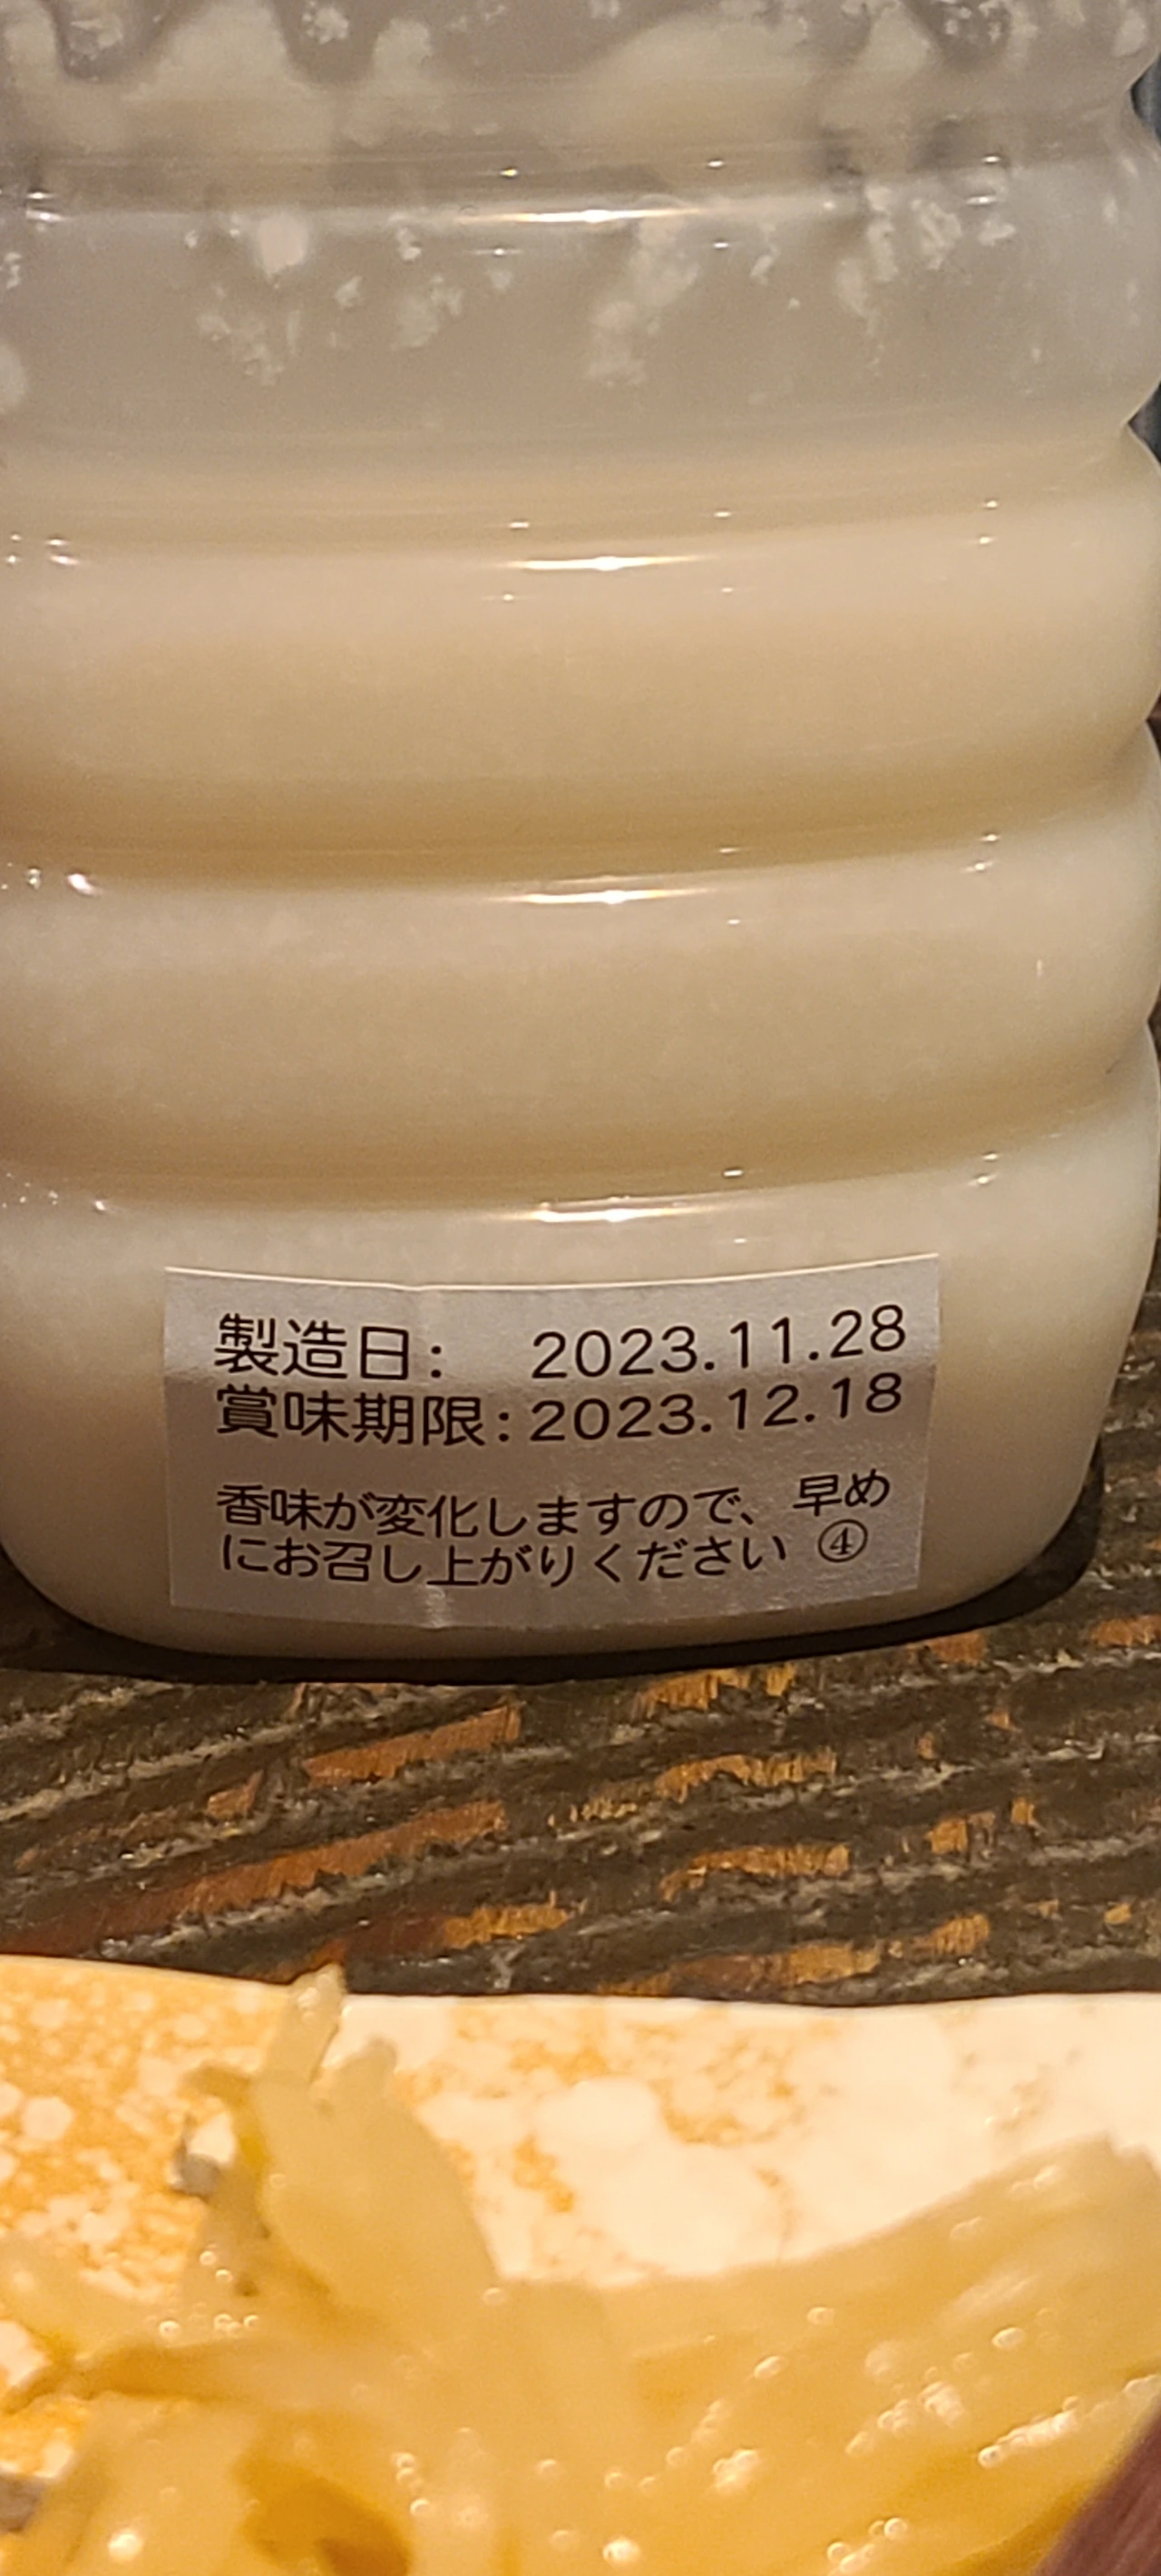 製造日: 2023.11.28
賞味期限:2023.12.18
香味が変化しますので、早め
にお召し上がりください ④